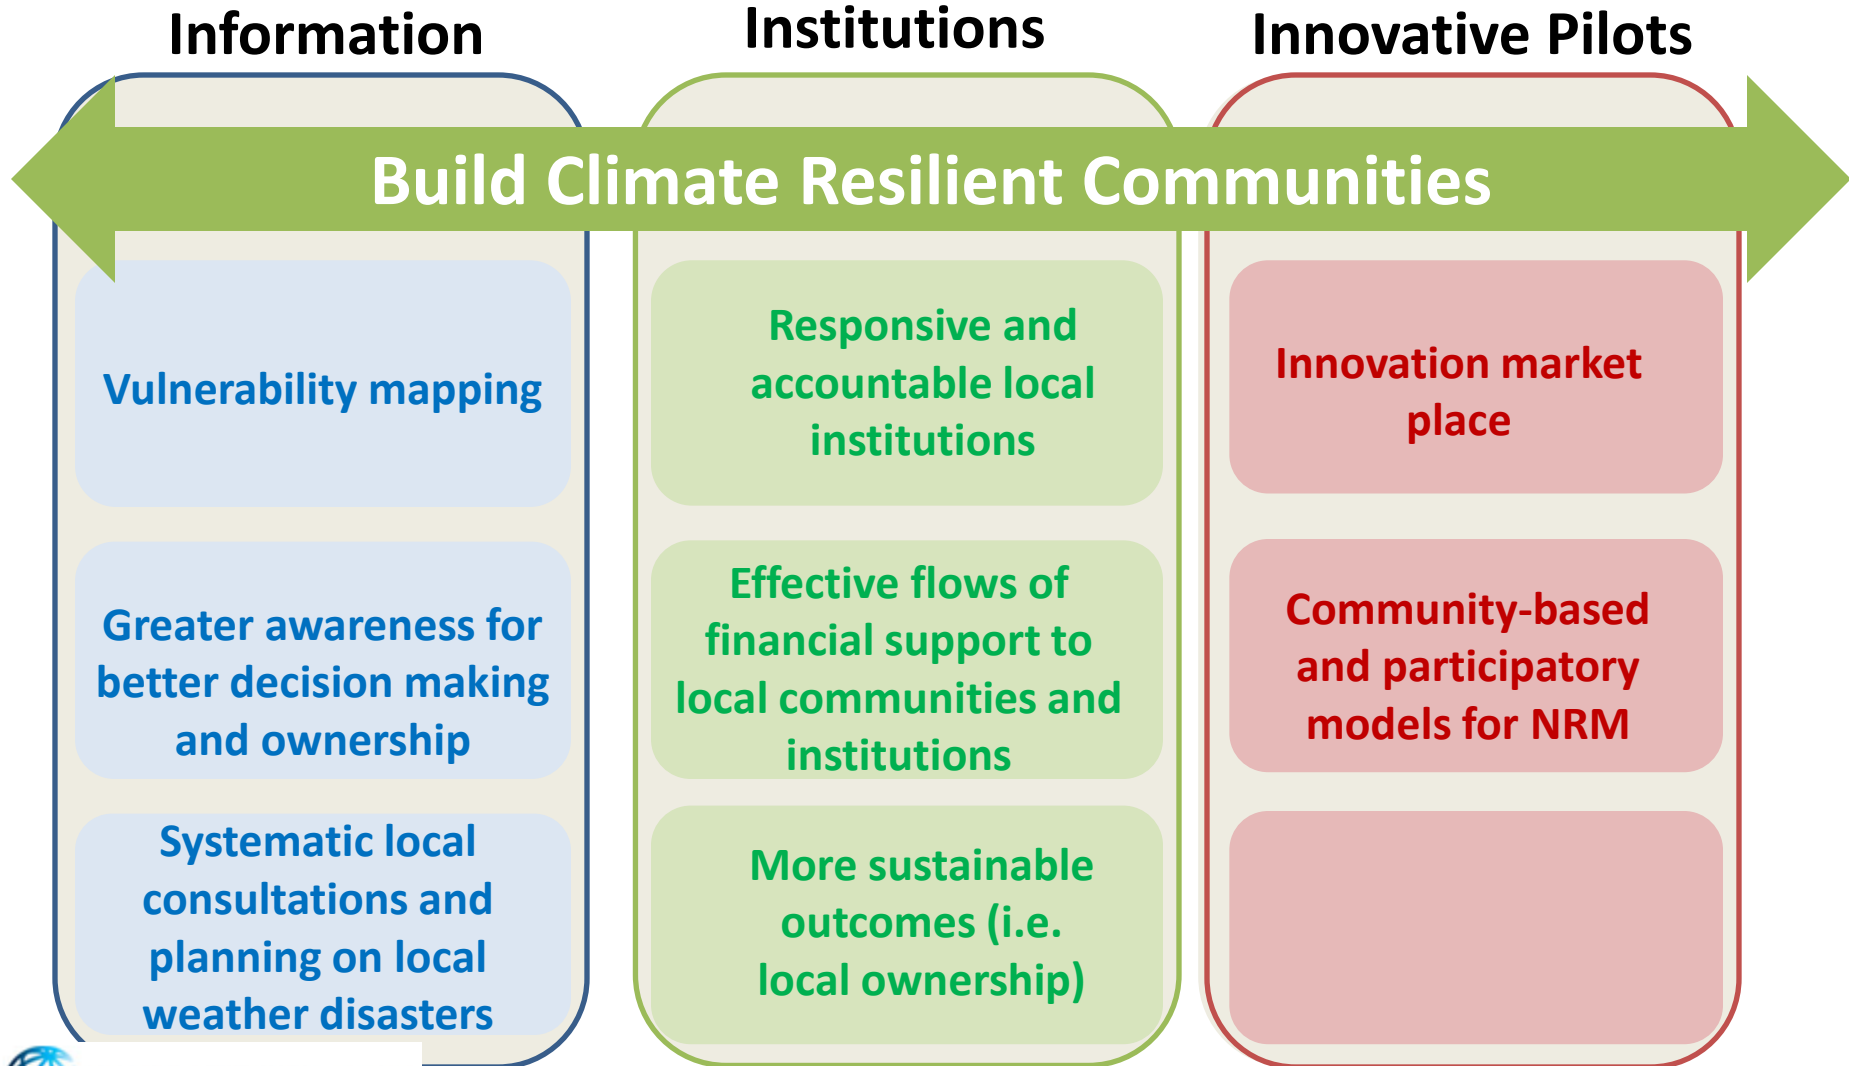 Information
Institutions
Innovative Pilots
Build Climate Resilient Communities
Vulnerability mapping
Greater awareness for
better decision making
and ownership
Systematic local
consultations and
planning on local
weather disasters
Responsive and
accountable local
institutions
Effective flows of
financial support to
local communities and
institutions
More sustainable
outcomes (i.e.
local ownership)
Innovation market
place
Community-based
and participatory
models for NRM